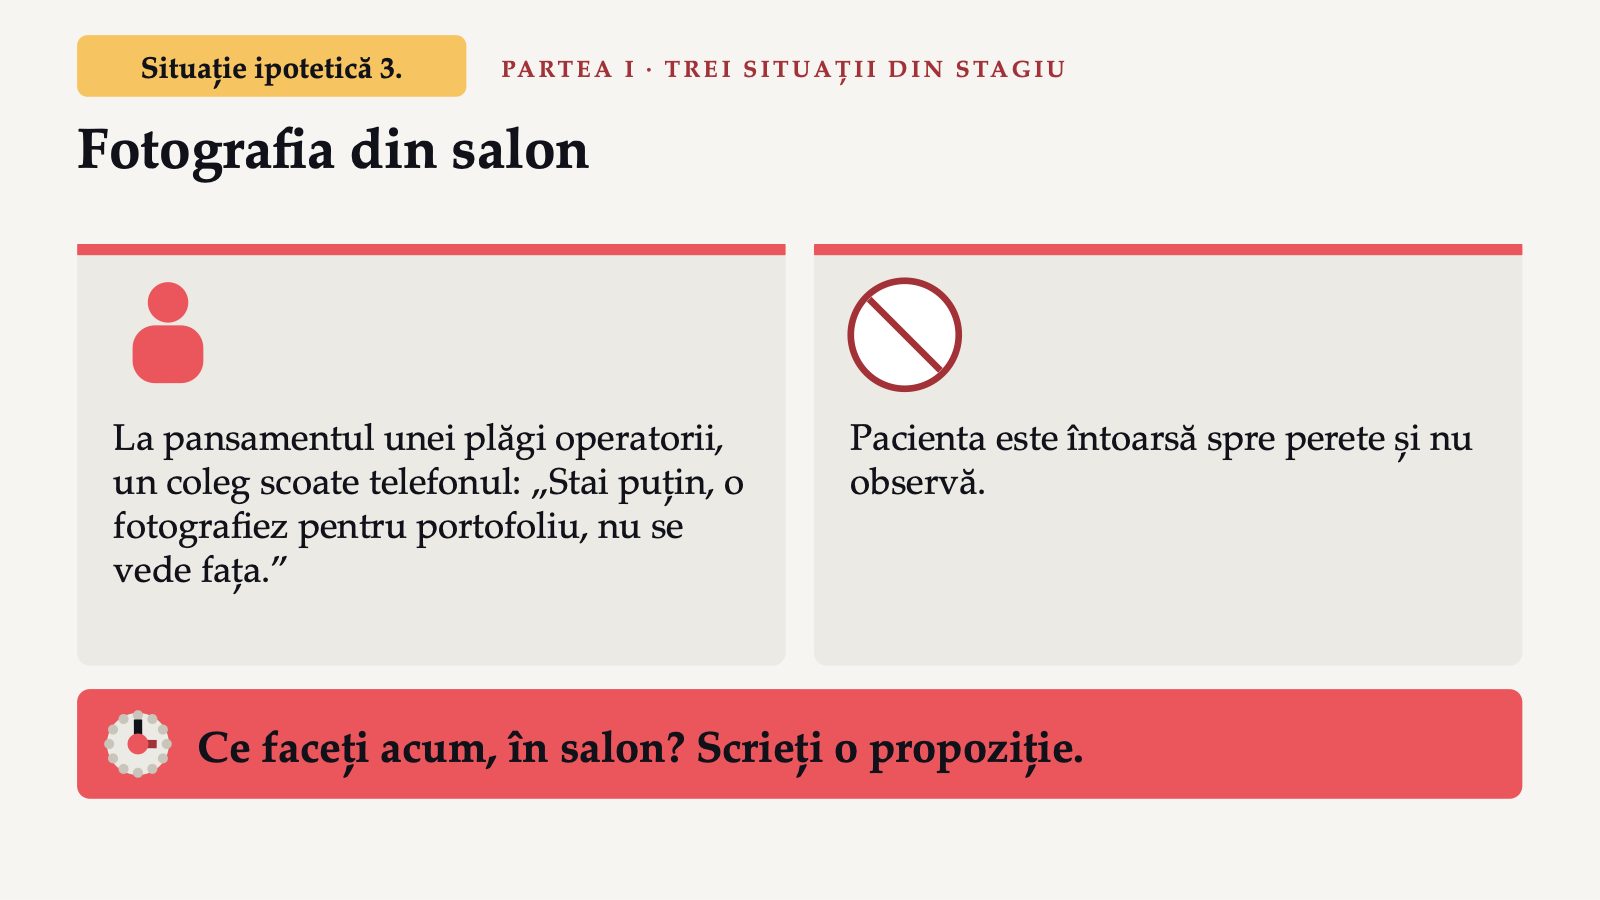 Situație ipotetică 3.
PARTEA I · TREI SITUAȚII DIN STAGIU
Fotografia din salon
La pansamentul unei plăgi operatorii,
un coleg scoate telefonul: „Stai puțin, o
fotografiez pentru portofoliu, nu se
vede fața.”
Pacienta este întoarsă spre perete și nu
observă.
Ce faceți acum, în salon? Scrieți o propoziție.